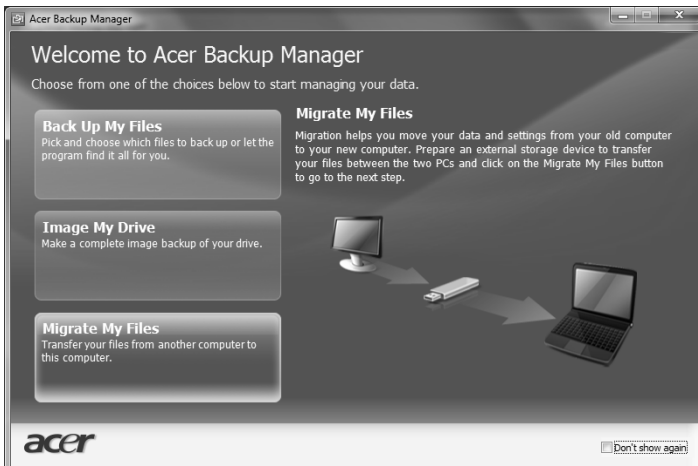 Acer Backup Manager
Welcome to Acer Backup Manager
Choose from one of the choices below to start managing your data.
Back Up My Files
Pick and choose which files to back up or let the
program find it all for you.
Image My Drive
Make a complete image backup of your drive.
Migrate My Files
Transfer your files from another computer to
this computer.
Migrate My Files
Migration helps you move your data and settings from your old computer
to your new computer. Prepare an external storage device to transfer
your files between the two PCs and click on the Migrate My Files button
to go to the next step.
acer
Don't show again